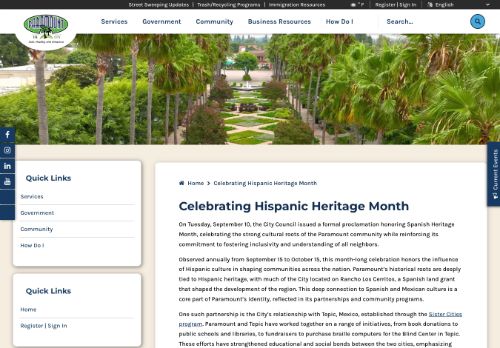 Street Sweeping Updates | Trash/Recycling Programs | Immigration Resources
° F
Register | Sign In
English
PARAMOUNT
Services
Government
Community
Business Resources
How Do I
Search...
Current Events
Quick Links
Services
Government
Community
How Do I
Quick Links
Home
Register | Sign In
Home > Celebrating Hispanic Heritage Month
Celebrating Hispanic Heritage Month
On Tuesday, September 10, the City Council issued a formal proclamation honoring Spanish Heritage
Month, celebrating the strong cultural roots of the Paramount community while reinforcing its
commitment to fostering inclusivity and understanding of all neighbors.
Observed annually from September 15 to October 15, this month-long celebration honors the influence
of Hispanic culture in shaping communities across the nation. Paramount's historical roots are deeply
tied to Hispanic heritage, with much of the City located on Rancho Los Cerritos, a Spanish land grant
that shaped the development of the region. This deep connection to Spanish and Mexican culture is a
core part of Paramount's identity, reflected in its partnerships and community programs.
One such partnership is the City's relationship with Tepic, Mexico, established through the Sister Cities
program. Paramount and Tepic have worked together on a range of initiatives, from book donations to
public schools and libraries, to fundraisers to purchase braille computers for the Blind Center in Tepic.
These efforts have strengthened educational and social bonds between the two cities, emphasizing